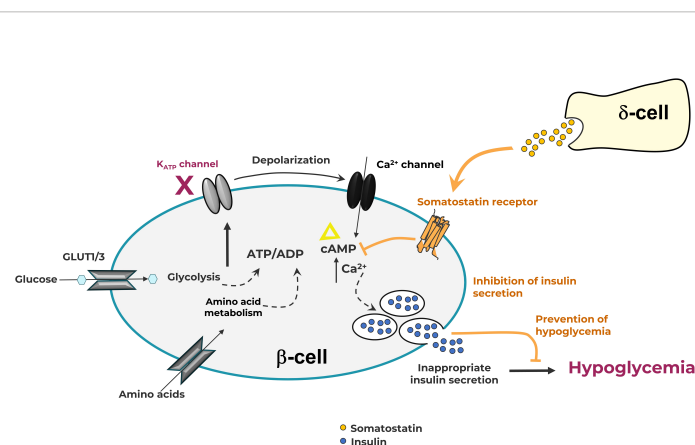 δ-cell
K_ATP channel
X
Depolarization
Ca²⁺ channel
Somatostatin receptor
GLUT1/3
Glucose
Glycolysis
ATP/ADP
cAMP
Ca²⁺
Amino acid
metabolism
Inhibition of insulin
secretion
Prevention of
hypoglycemia
β-cell
Inappropriate
insulin secretion
Hypoglycemia
Amino acids
Somatostatin
Insulin